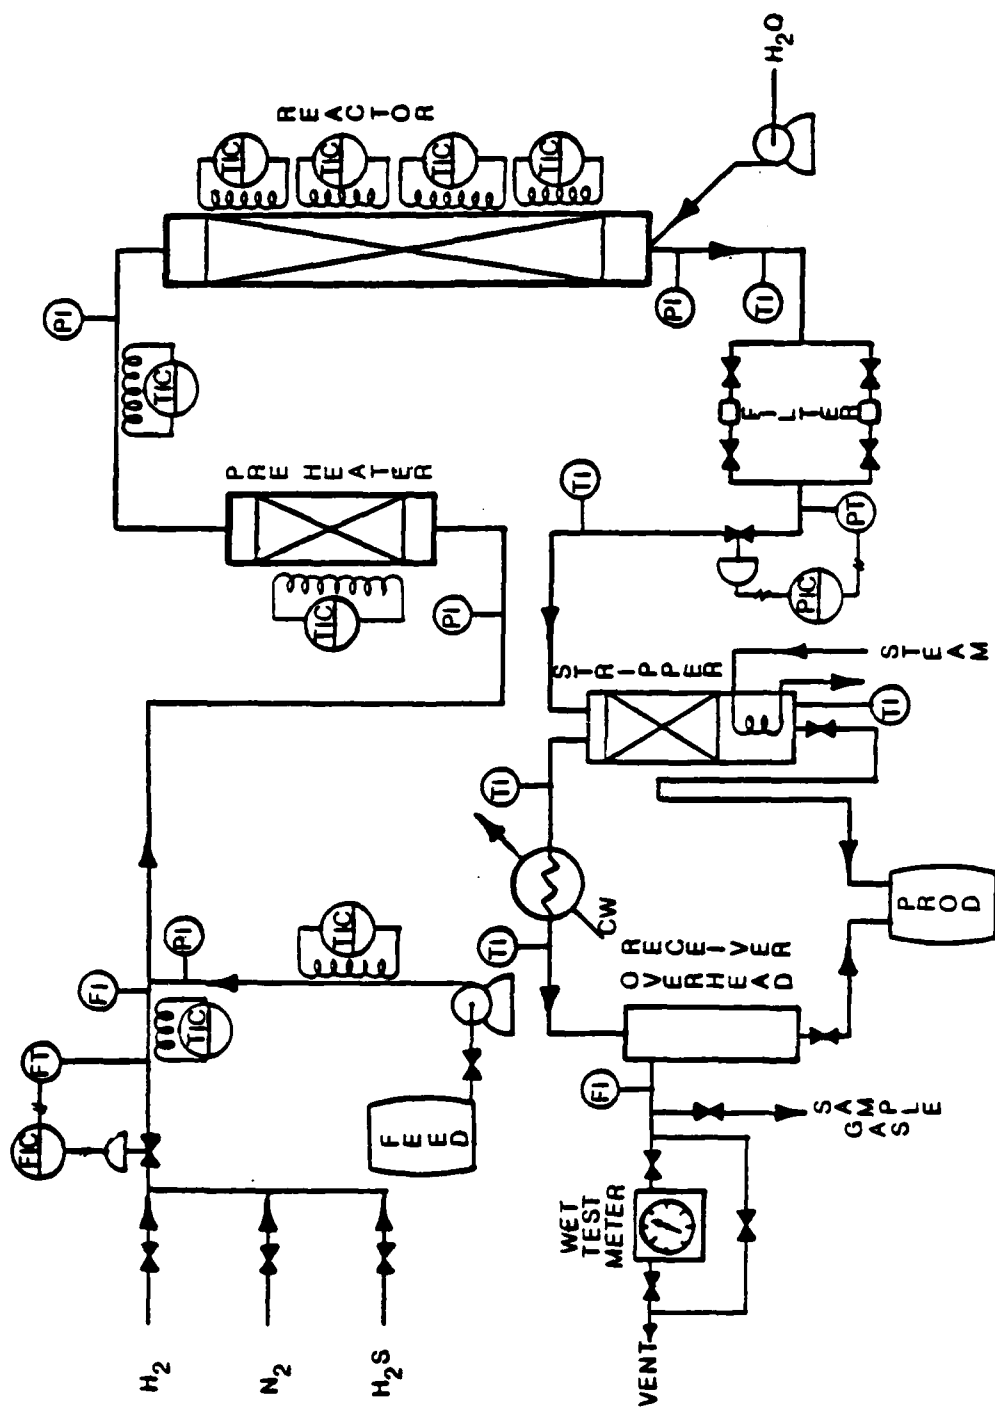 H₂
N₂
H₂S
FIC
FT
FI
TIC
PI
TIC
FEED
PI
TIC
PREHEATER
TIC
PI
REACTOR
TIC
TIC
TIC
TIC
H₂O
PI
TI
FILTER
PT
PIC
TI
STRIPPER
STEAM
TI
TI
CW
TI
OVERHEAD
RECEIVER
FI
GAS
SAMPLE
WET
TEST
METER
VENT
PROD